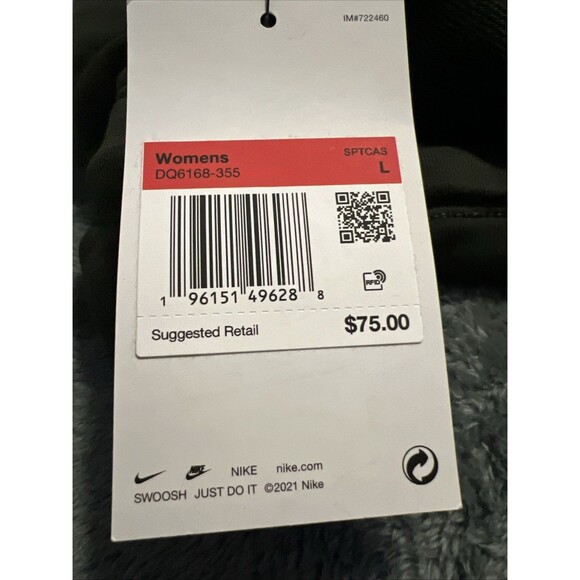 IM#722460
Womens SPTCAS
DQ6168-355 L
RFID
1 96151 49628 8
Suggested Retail $75.00
NIKE NIKE nike.com
SWOOSH JUST DO IT ©2021 Nike